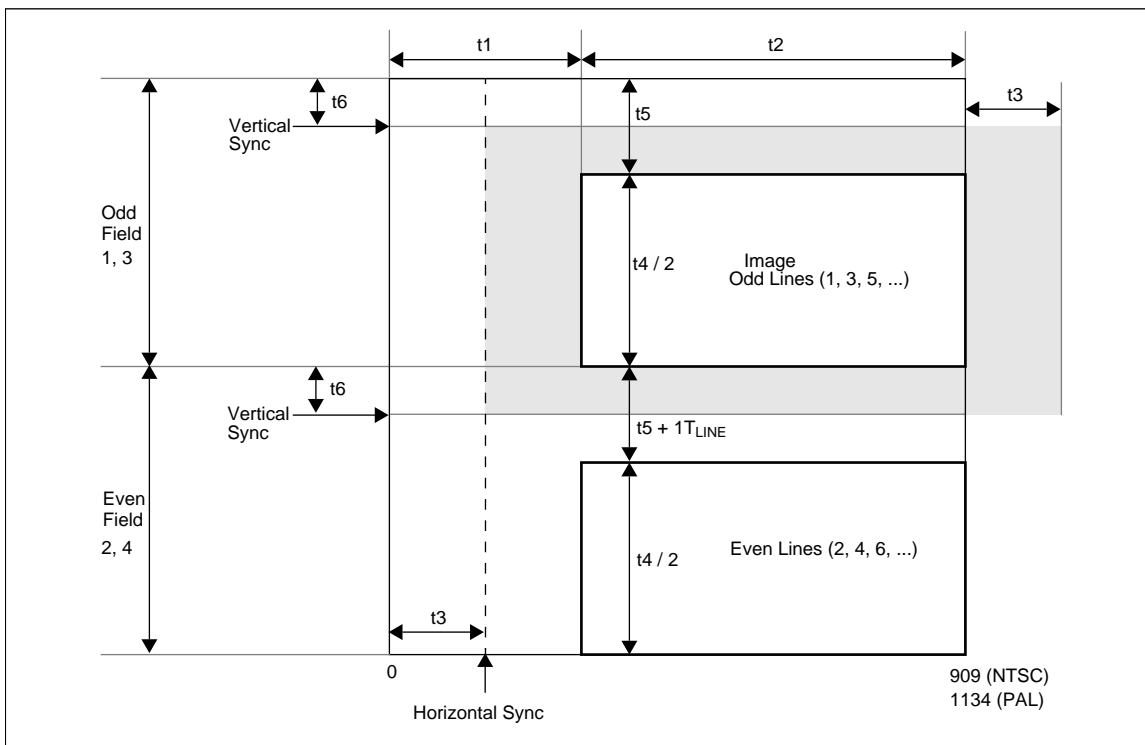 t1
t2
t6
t5
t3
Vertical
Sync
Odd
Field
1, 3
t4 / 2
Image
Odd Lines (1, 3, 5, ...)
t6
Vertical
Sync
t5 + 1TLINE
Even
Field
2, 4
t4 / 2
Even Lines (2, 4, 6, ...)
t3
0
909 (NTSC)
1134 (PAL)
Horizontal Sync